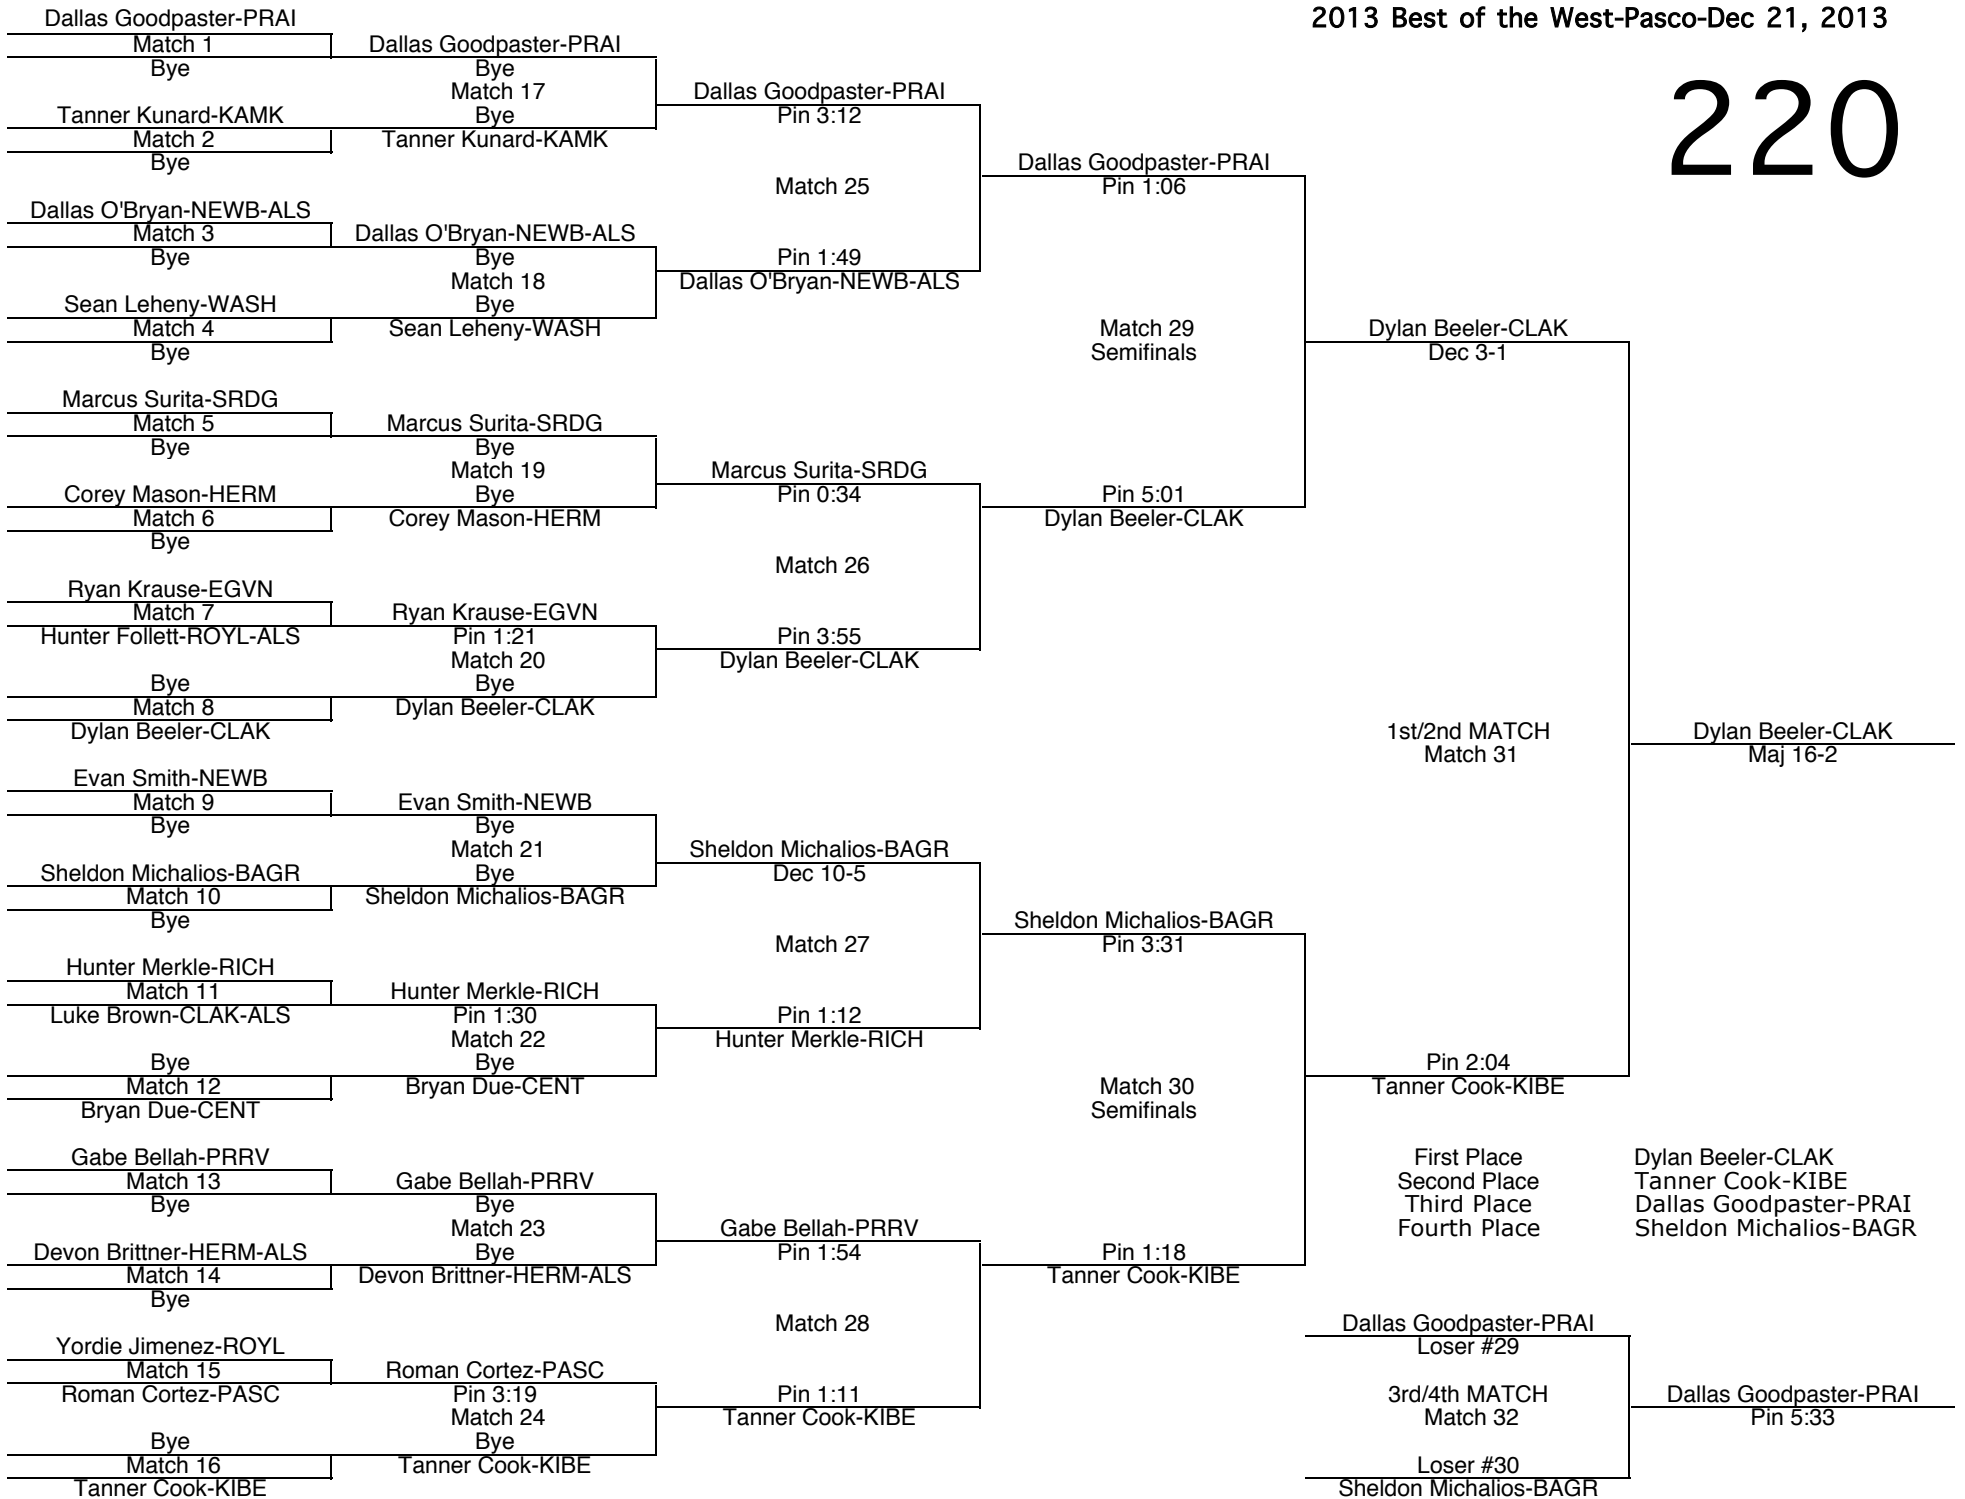 2013 Best of the West-Pasco-Dec 21, 2013
220
Dallas Goodpaster-PRAI
Match 1
Bye
Tanner Kunard-KAMK
Match 2
Bye
Dallas O'Bryan-NEWB-ALS
Match 3
Bye
Sean Leheny-WASH
Match 4
Bye
Marcus Surita-SRDG
Match 5
Bye
Corey Mason-HERM
Match 6
Bye
Ryan Krause-EGVN
Match 7
Hunter Follett-ROYL-ALS
Bye
Match 8
Dylan Beeler-CLAK
Evan Smith-NEWB
Match 9
Bye
Sheldon Michalios-BAGR
Match 10
Bye
Hunter Merkle-RICH
Match 11
Luke Brown-CLAK-ALS
Bye
Match 12
Bryan Due-CENT
Gabe Bellah-PRRV
Match 13
Bye
Devon Brittner-HERM-ALS
Match 14
Bye
Yordie Jimenez-ROYL
Match 15
Roman Cortez-PASC
Bye
Match 16
Tanner Cook-KIBE
Dallas Goodpaster-PRAI
Bye
Match 17
Bye
Tanner Kunard-KAMK
Dallas O'Bryan-NEWB-ALS
Bye
Match 18
Bye
Sean Leheny-WASH
Marcus Surita-SRDG
Bye
Match 19
Bye
Corey Mason-HERM
Ryan Krause-EGVN
Pin 1:21
Match 20
Bye
Dylan Beeler-CLAK
Evan Smith-NEWB
Bye
Match 21
Bye
Sheldon Michalios-BAGR
Hunter Merkle-RICH
Pin 1:30
Match 22
Bye
Bryan Due-CENT
Gabe Bellah-PRRV
Bye
Match 23
Bye
Devon Brittner-HERM-ALS
Roman Cortez-PASC
Pin 3:19
Match 24
Bye
Tanner Cook-KIBE
Dallas Goodpaster-PRAI
Pin 3:12
Match 25
Pin 1:49
Dallas O'Bryan-NEWB-ALS
Marcus Surita-SRDG
Pin 0:34
Match 26
Pin 3:55
Dylan Beeler-CLAK
Sheldon Michalios-BAGR
Dec 10-5
Match 27
Pin 1:12
Hunter Merkle-RICH
Gabe Bellah-PRRV
Pin 1:54
Match 28
Pin 1:11
Tanner Cook-KIBE
Dallas Goodpaster-PRAI
Pin 1:06
Match 29
Semifinals
Pin 5:01
Dylan Beeler-CLAK
Sheldon Michalios-BAGR
Pin 3:31
Match 30
Semifinals
Pin 1:18
Tanner Cook-KIBE
Dylan Beeler-CLAK
Dec 3-1
1st/2nd MATCH
Match 31
Pin 2:04
Tanner Cook-KIBE
Dylan Beeler-CLAK
Maj 16-2
First Place Dylan Beeler-CLAK
Second Place Tanner Cook-KIBE
Third Place Dallas Goodpaster-PRAI
Fourth Place Sheldon Michalios-BAGR
Dallas Goodpaster-PRAI
Loser #29
3rd/4th MATCH
Match 32
Loser #30
Sheldon Michalios-BAGR
Dallas Goodpaster-PRAI
Pin 5:33